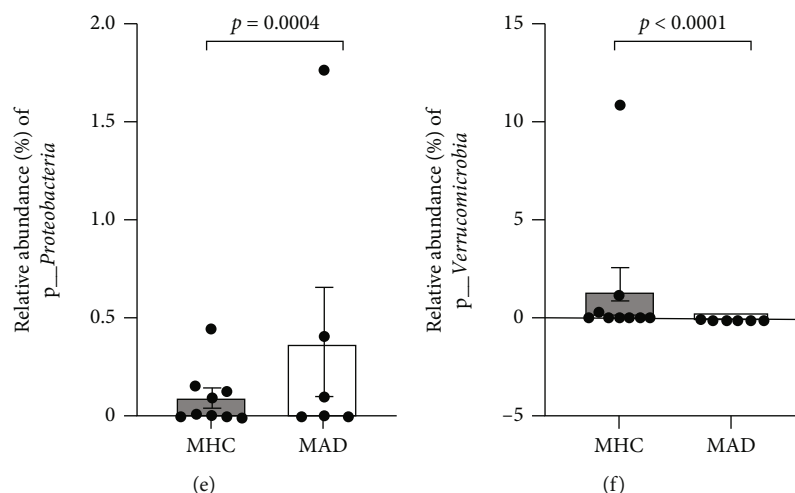 p = 0.0004
Relative abundance (%) of
p__Proteobacteria
2.0
1.5
1.0
0.5
0
MHC
MAD
(e)
p < 0.0001
Relative abundance (%) of
p__Verrucomicrobia
15
10
5
0
−5
MHC
MAD
(f)